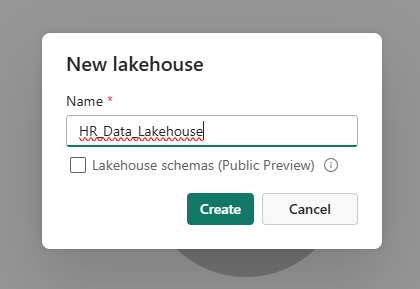 New lakehouse
Name *
HR_Data_Lakehouse
Lakehouse schemas (Public Preview)
Create Cancel